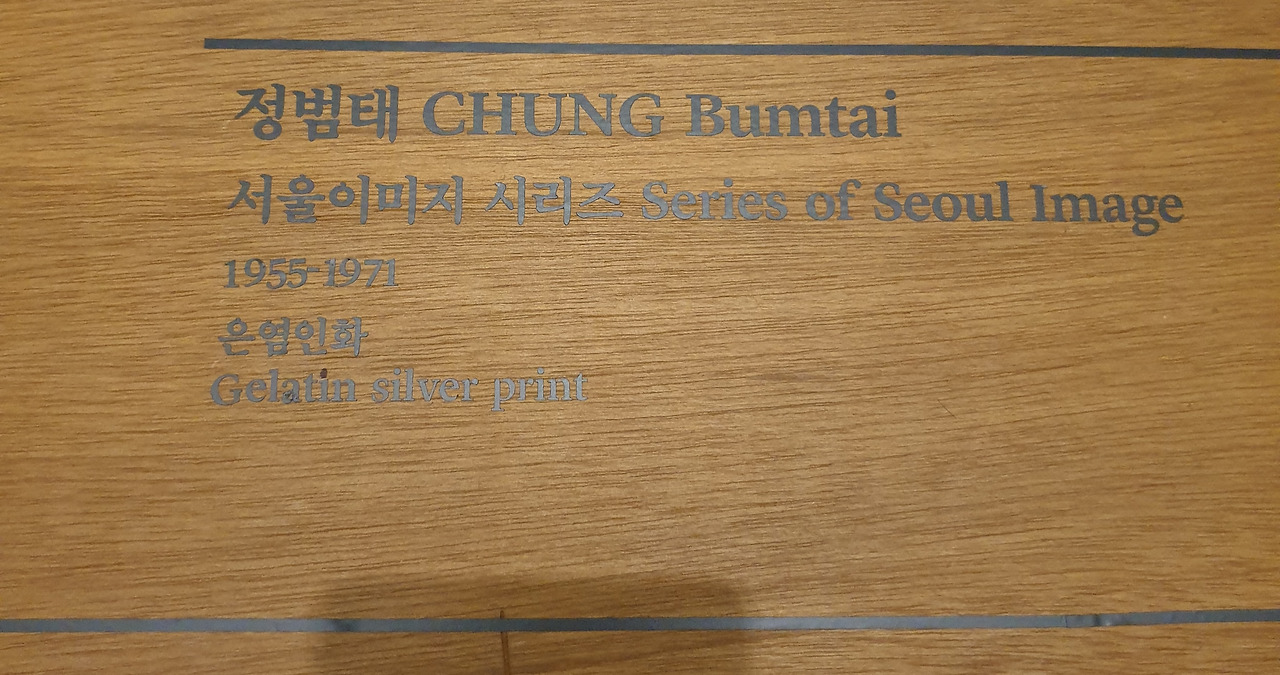 정범태 CHUNG Bumtai
서울이미지 시리즈 Series of Seoul Image
1955-1971
은염인화
Gelatin silver print